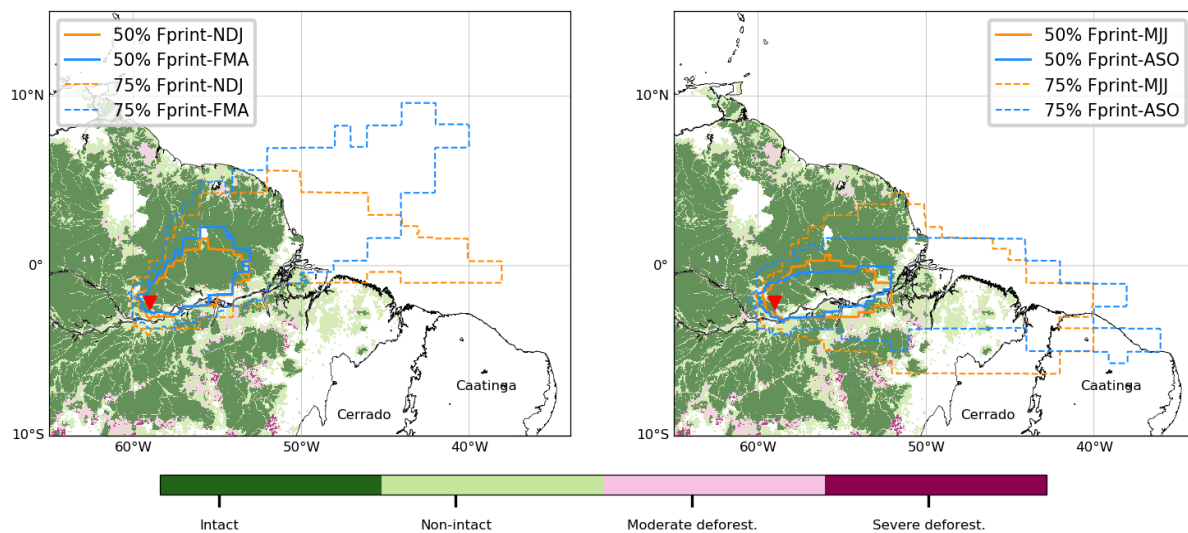 50% Fprint-NDJ
50% Fprint-FMA
75% Fprint-NDJ
75% Fprint-FMA
10°N
0°
10°S
60°W
50°W
40°W
Caatinga
Cerrado
50% Fprint-MJJ
50% Fprint-ASO
75% Fprint-MJJ
75% Fprint-ASO
10°N
0°
10°S
60°W
50°W
40°W
Caatinga
Cerrado
Intact
Non-intact
Moderate deforest.
Severe deforest.